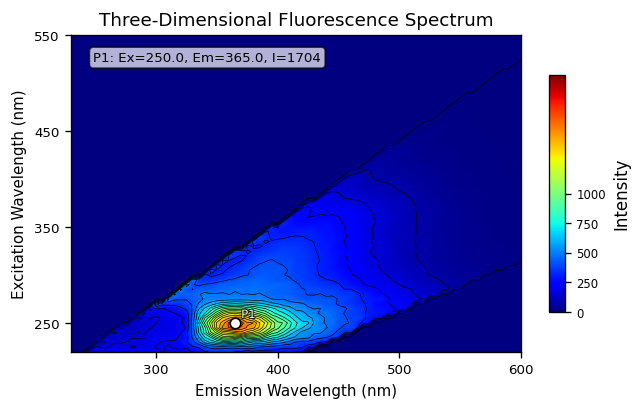 Three-Dimensional Fluorescence Spectrum
P1: Ex=250.0, Em=365.0, I=1704
P1
550
450
350
250
300
400
500
600
Excitation Wavelength (nm)
Emission Wavelength (nm)
1000
750
500
250
0
Intensity